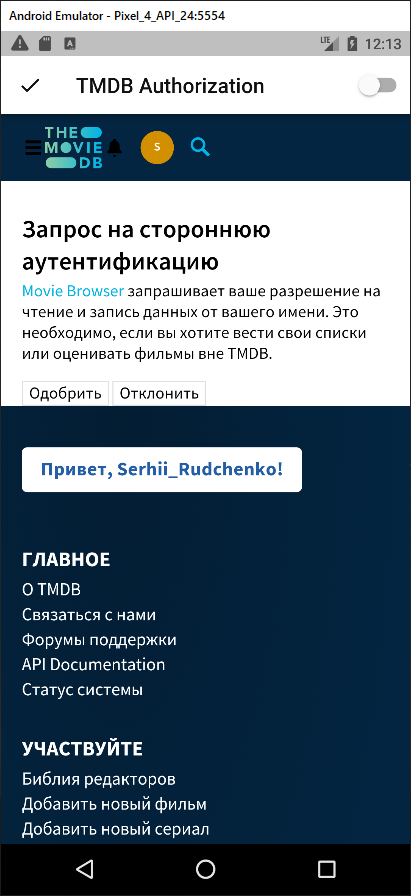 Android Emulator - Pixel_4_API_24:5554
A
LTE
12:13
TMDB Authorization
THE
MOVIE
DB
S
Запрос на стороннюю
аутентификацию
Movie Browser запрашивает ваше разрешение на
чтение и запись данных от вашего имени. Это
необходимо, если вы хотите вести свои списки
или оценивать фильмы вне TMDB.
Одобрить Отклонить
Привет, Serhii_Rudchenko!
ГЛАВНОЕ
О TMDB
Связаться с нами
Форумы поддержки
API Documentation
Статус системы
УЧАСТВУЙТЕ
Библия редакторов
Добавить новый фильм
Добавить новый сериал